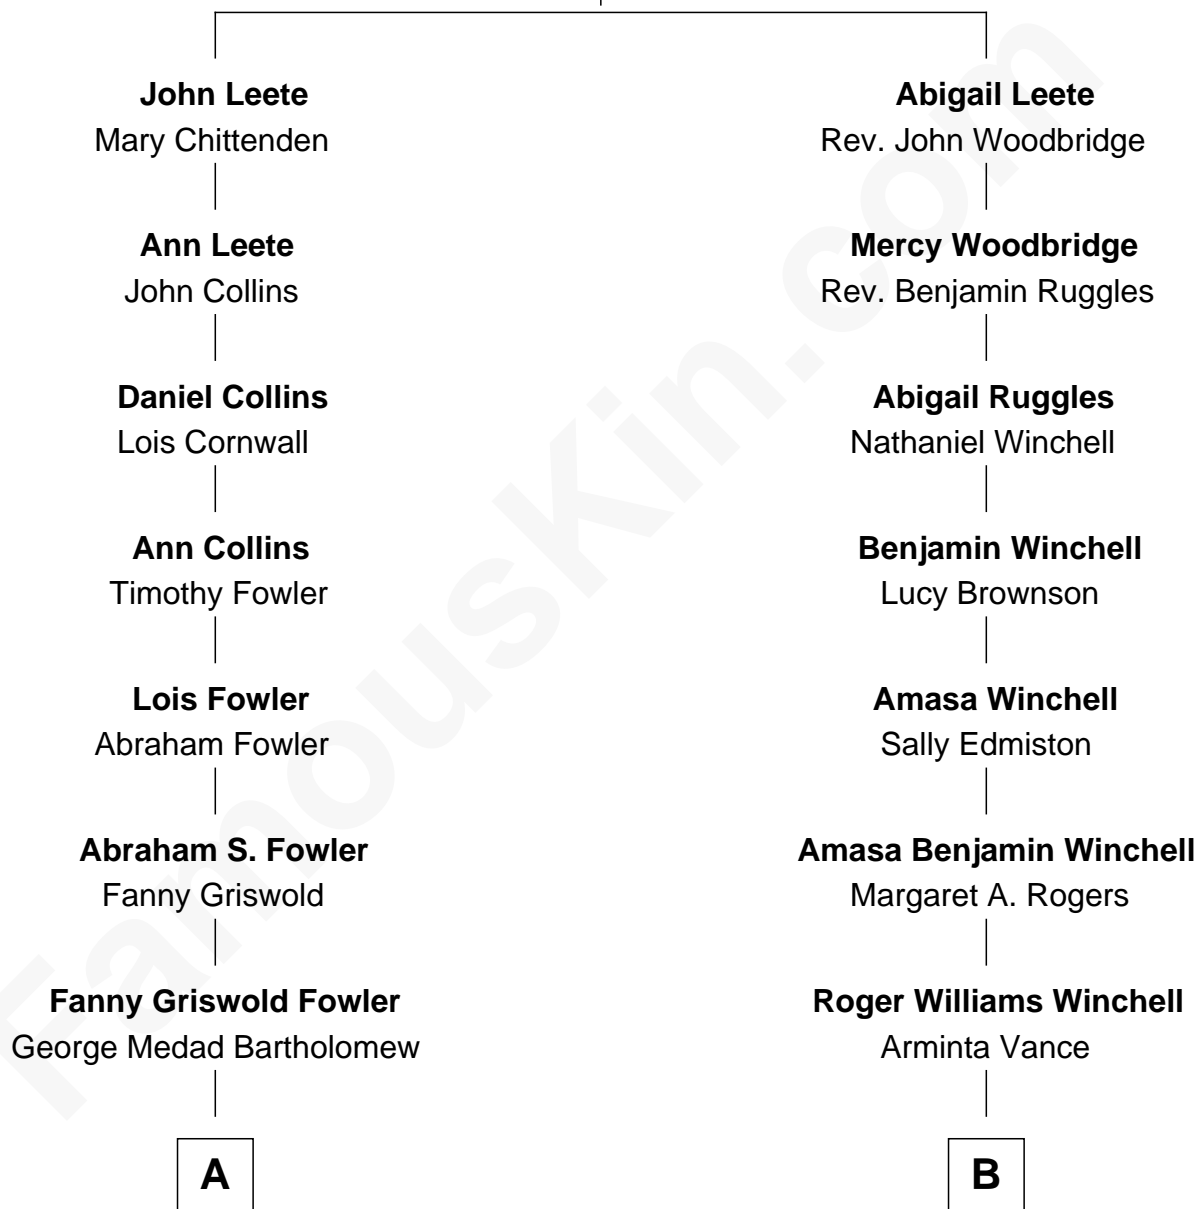 John Leete
Mary Chittenden
Ann Leete
John Collins
Daniel Collins
Lois Cornwall
Ann Collins
Timothy Fowler
Lois Fowler
Abraham Fowler
Abraham S. Fowler
Fanny Griswold
Fanny Griswold Fowler
George Medad Bartholomew
A
Abigail Leete
Rev. John Woodbridge
Mercy Woodbridge
Rev. Benjamin Ruggles
Abigail Ruggles
Nathaniel Winchell
Benjamin Winchell
Lucy Brownson
Amasa Winchell
Sally Edmiston
Amasa Benjamin Winchell
Margaret A. Rogers
Roger Williams Winchell
Arminta Vance
B
FamousKin.com